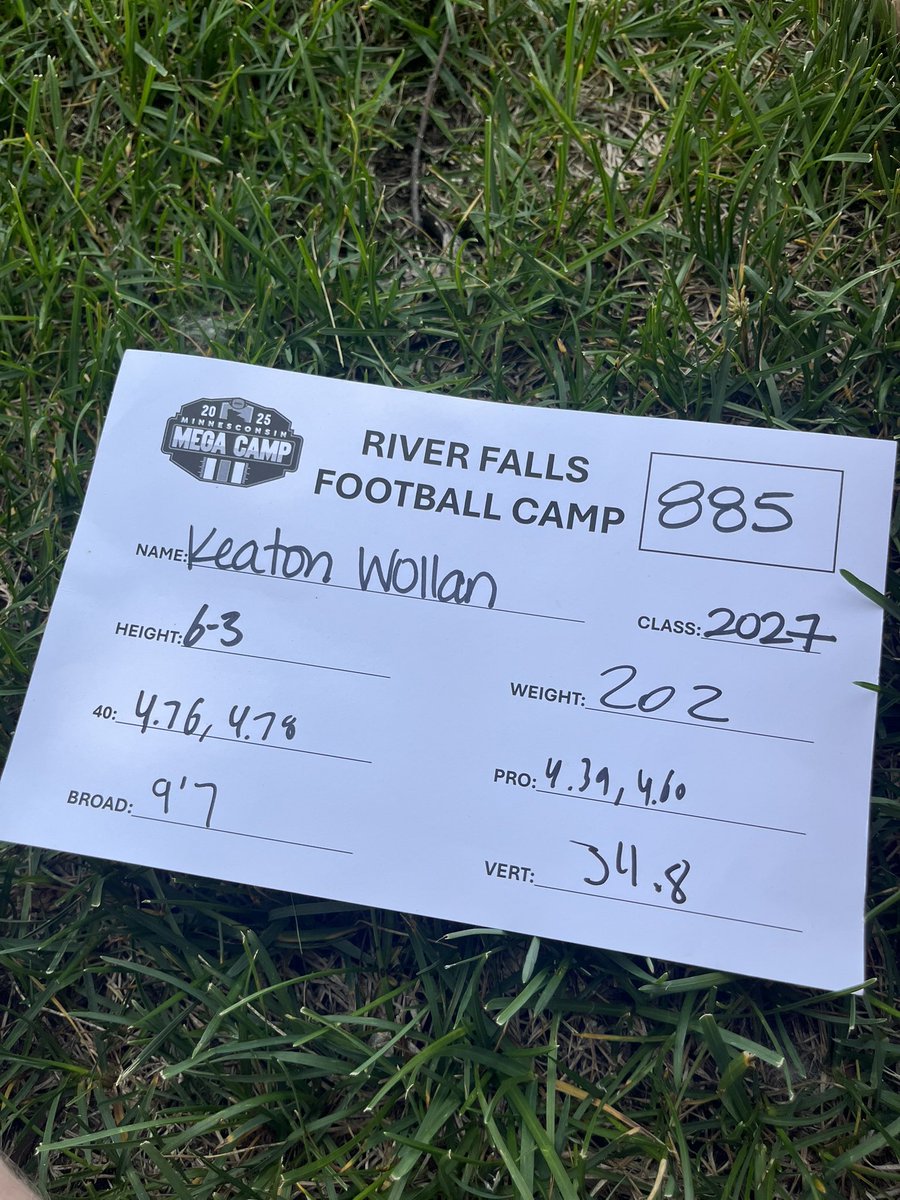 2025
MINNESCONSIN
MEGA CAMP
RIVER FALLS
FOOTBALL CAMP
885
NAME: Keaton Wollan
CLASS: 2027
HEIGHT: 6-3
WEIGHT: 202
40: 4.76, 4.78
PRO: 4.39, 4.60
BROAD: 9'7
VERT: 34.8